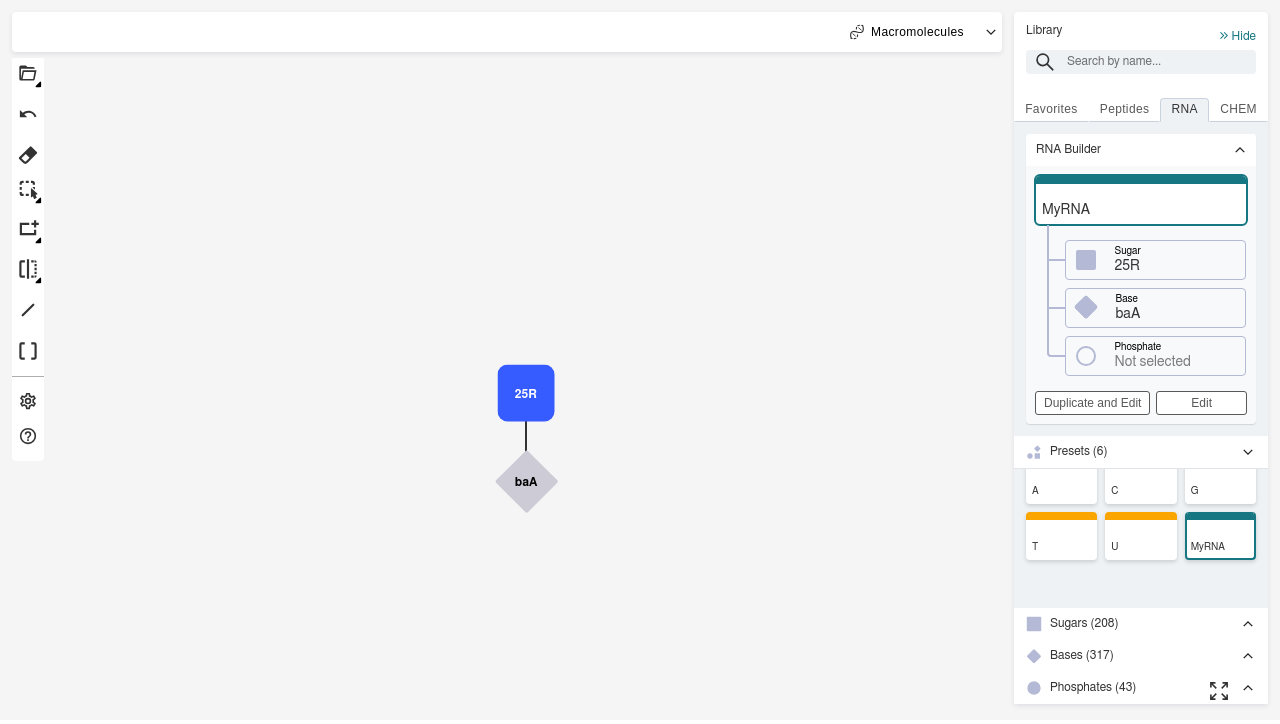 Macromolecules
Library
Hide
Search by name...
Favorites
Peptides
RNA
CHEM
RNA Builder
MyRNA
Sugar
25R
Base
baA
Phosphate
Not selected
Duplicate and Edit
Edit
Presets (6)
A
C
G
T
U
MyRNA
Sugars (208)
Bases (317)
Phosphates (43)
25R
baA